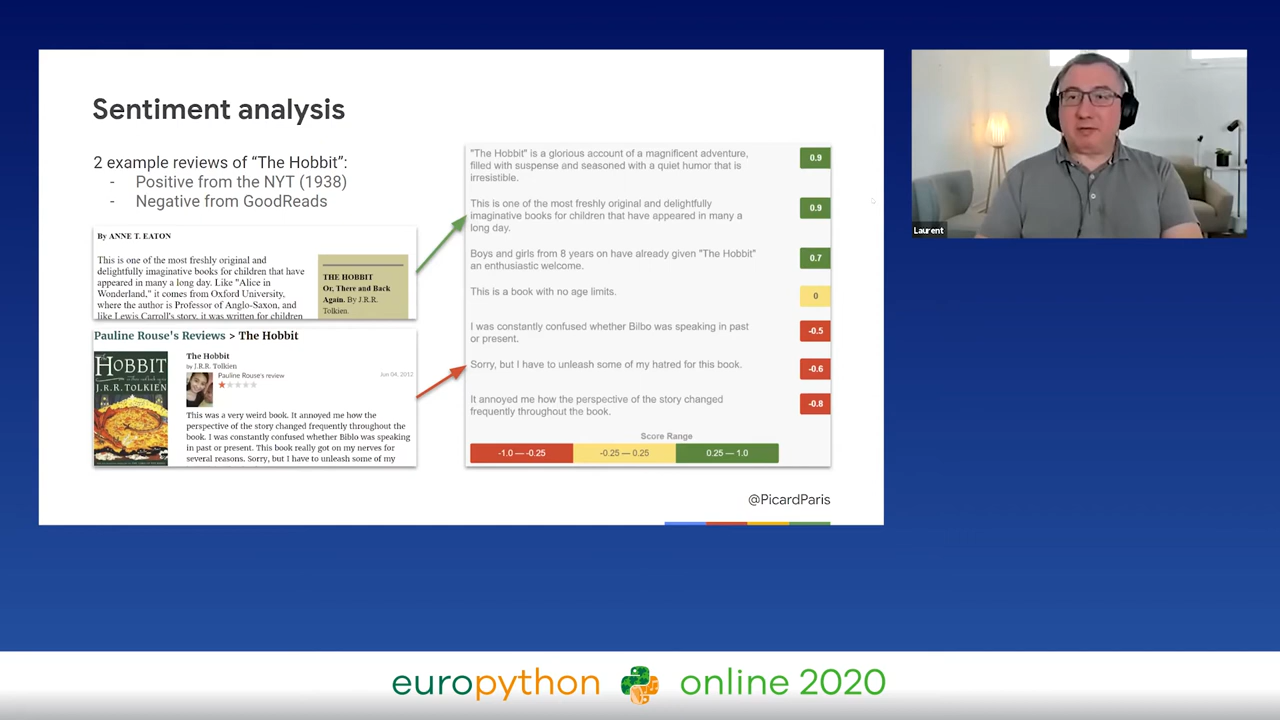 Sentiment analysis
2 example reviews of “The Hobbit”:
- Positive from the NYT (1938)
- Negative from GoodReads
By ANNE T. EATON
This is one of the most freshly original and
delightfully imaginative books for children that have
appeared in many a long day. Like "Alice in
Wonderland," it comes from Oxford University,
where the author is Professor of Anglo-Saxon, and
like Lewis Carroll's story, it was written for children
THE HOBBIT
Or, There and Back
Again. By J.R.R.
Tolkien.
Pauline Rouse's Reviews > The Hobbit
HOBBIT
J.R.R. TOLKIEN
The Hobbit
by J.R.R. Tolkien
Pauline Rouse's review
Jun 04, 2012
This was a very weird book. It annoyed me how the
perspective of the story changed frequently throughout the
book. I was constantly confused whether Biblo was speaking
in past or present. This book really got on my nerves for
several reasons. Sorry, but I have to unleash some of my
"The Hobbit" is a glorious account of a magnificent adventure,
filled with suspense and seasoned with a quiet humor that is
irresistible.
0.9
This is one of the most freshly original and delightfully
imaginative books for children that have appeared in many a
long day.
0.9
Boys and girls from 8 years on have already given "The Hobbit"
an enthusiastic welcome.
0.7
This is a book with no age limits.
0
I was constantly confused whether Bilbo was speaking in past
or present.
-0.5
Sorry, but I have to unleash some of my hatred for this book.
-0.6
It annoyed me how the perspective of the story changed
frequently throughout the book.
-0.8
Score Range
-1.0 — -0.25
-0.25 — 0.25
0.25 — 1.0
@PicardParis
Laurent
europython online 2020